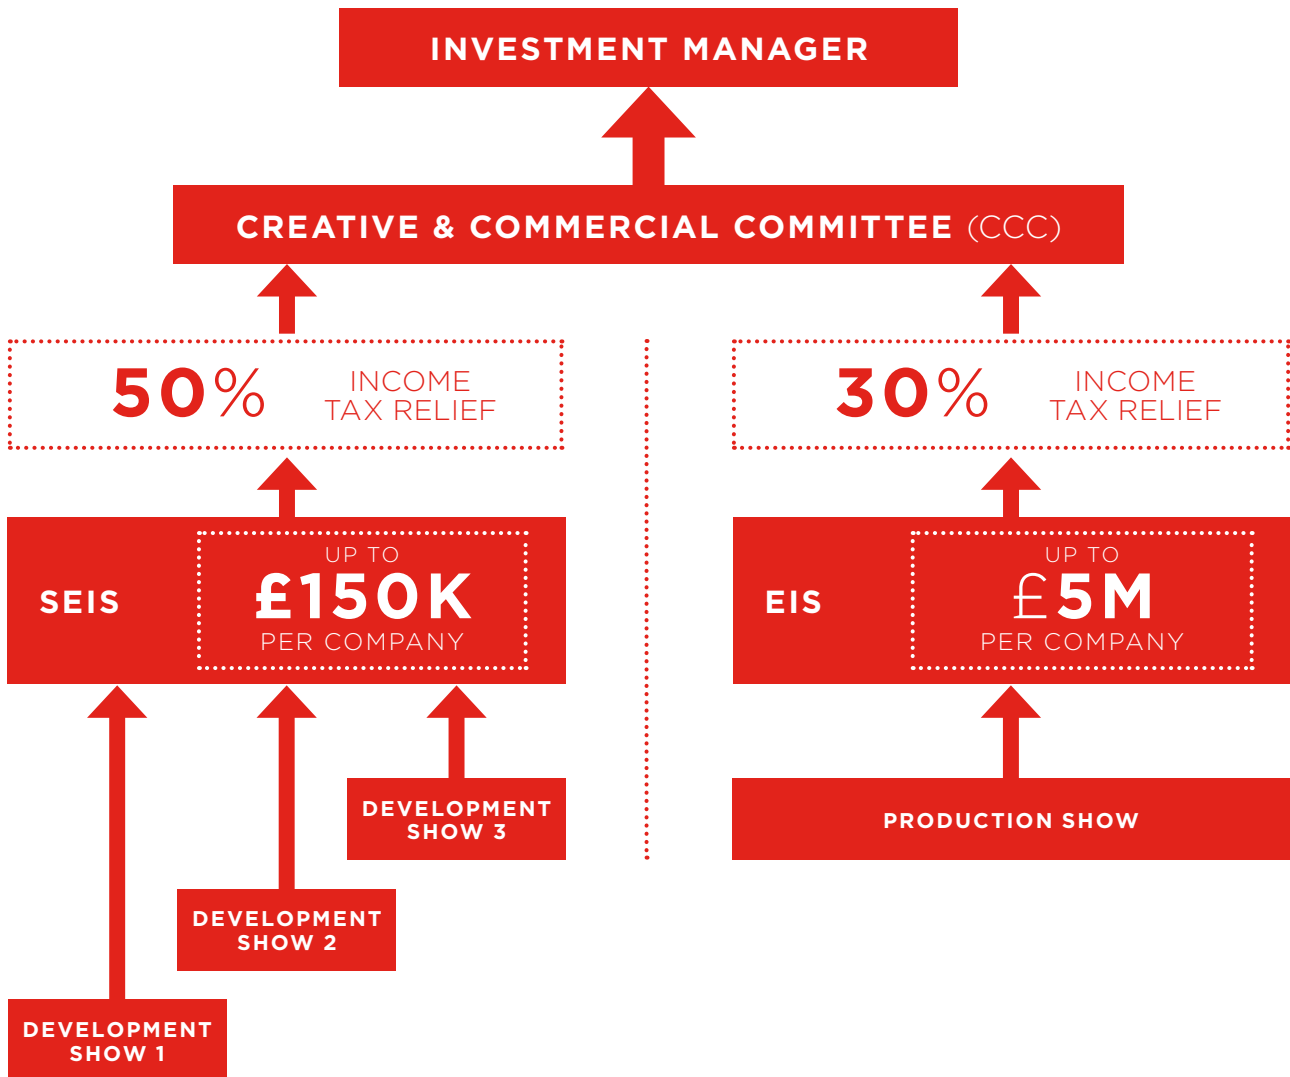 INVESTMENT MANAGER
CREATIVE & COMMERCIAL COMMITTEE (CCC)
50%
INCOME
TAX RELIEF
30%
INCOME
TAX RELIEF
SEIS
UP TO
£150K
PER COMPANY
EIS
UP TO
£5M
PER COMPANY
DEVELOPMENT
SHOW 3
PRODUCTION SHOW
DEVELOPMENT
SHOW 2
DEVELOPMENT
SHOW 1